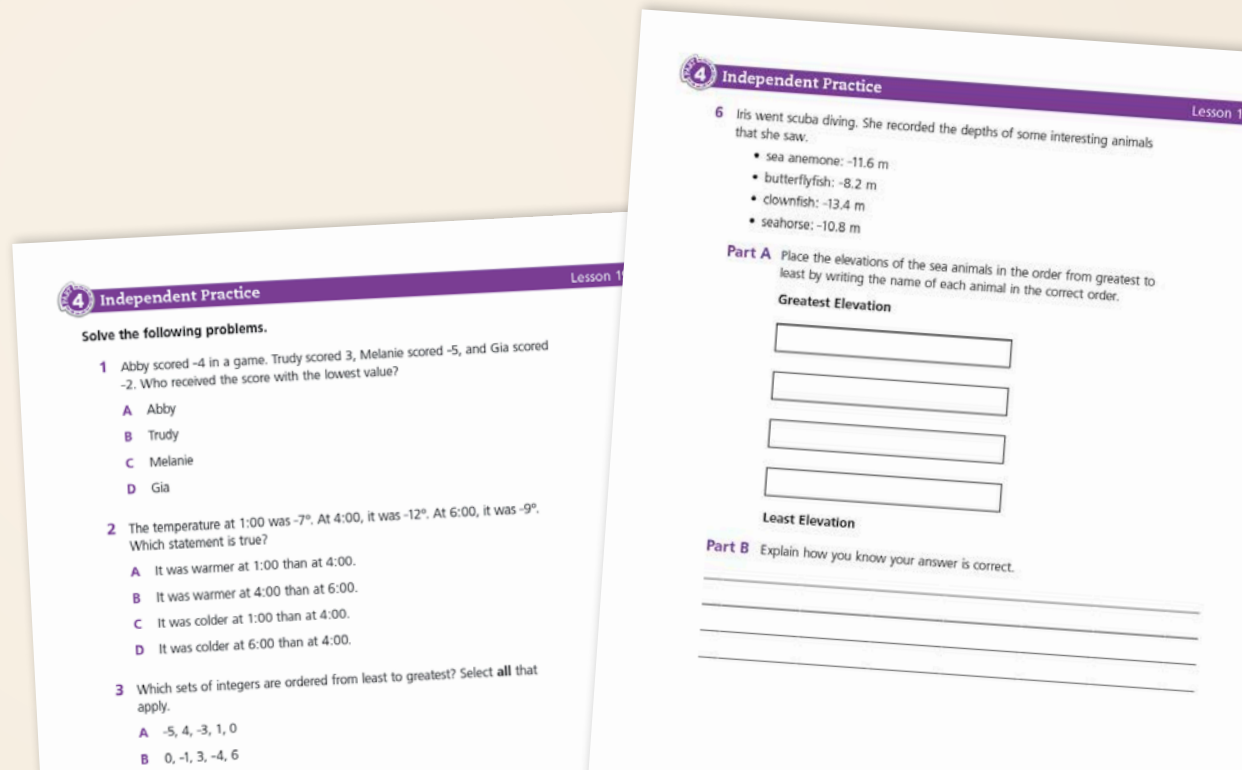 4 Independent Practice
Lesson
Solve the following problems.
1 Abby scored -4 in a game. Trudy scored 3, Melanie scored -5, and Gia scored
-2. Who received the score with the lowest value?
A Abby
B Trudy
C Melanie
D Gia
2 The temperature at 1:00 was -7°. At 4:00, it was -12°. At 6:00, it was -9°.
Which statement is true?
A It was warmer at 1:00 than at 4:00.
B It was warmer at 4:00 than at 6:00.
C It was colder at 1:00 than at 4:00.
D It was colder at 6:00 than at 4:00.
3 Which sets of integers are ordered from least to greatest? Select all that
apply.
A -5, 4, -3, 1, 0
B 0, -1, 3, -4, 6
4 Independent Practice
Lesson
6 Iris went scuba diving. She recorded the depths of some interesting animals
that she saw.
• sea anemone: -11.6 m
• butterflyfish: -8.2 m
• clownfish: -13.4 m
• seahorse: -10.8 m
Part A Place the elevations of the sea animals in the order from greatest to
least by writing the name of each animal in the correct order.
Greatest Elevation
Least Elevation
Part B Explain how you know your answer is correct.